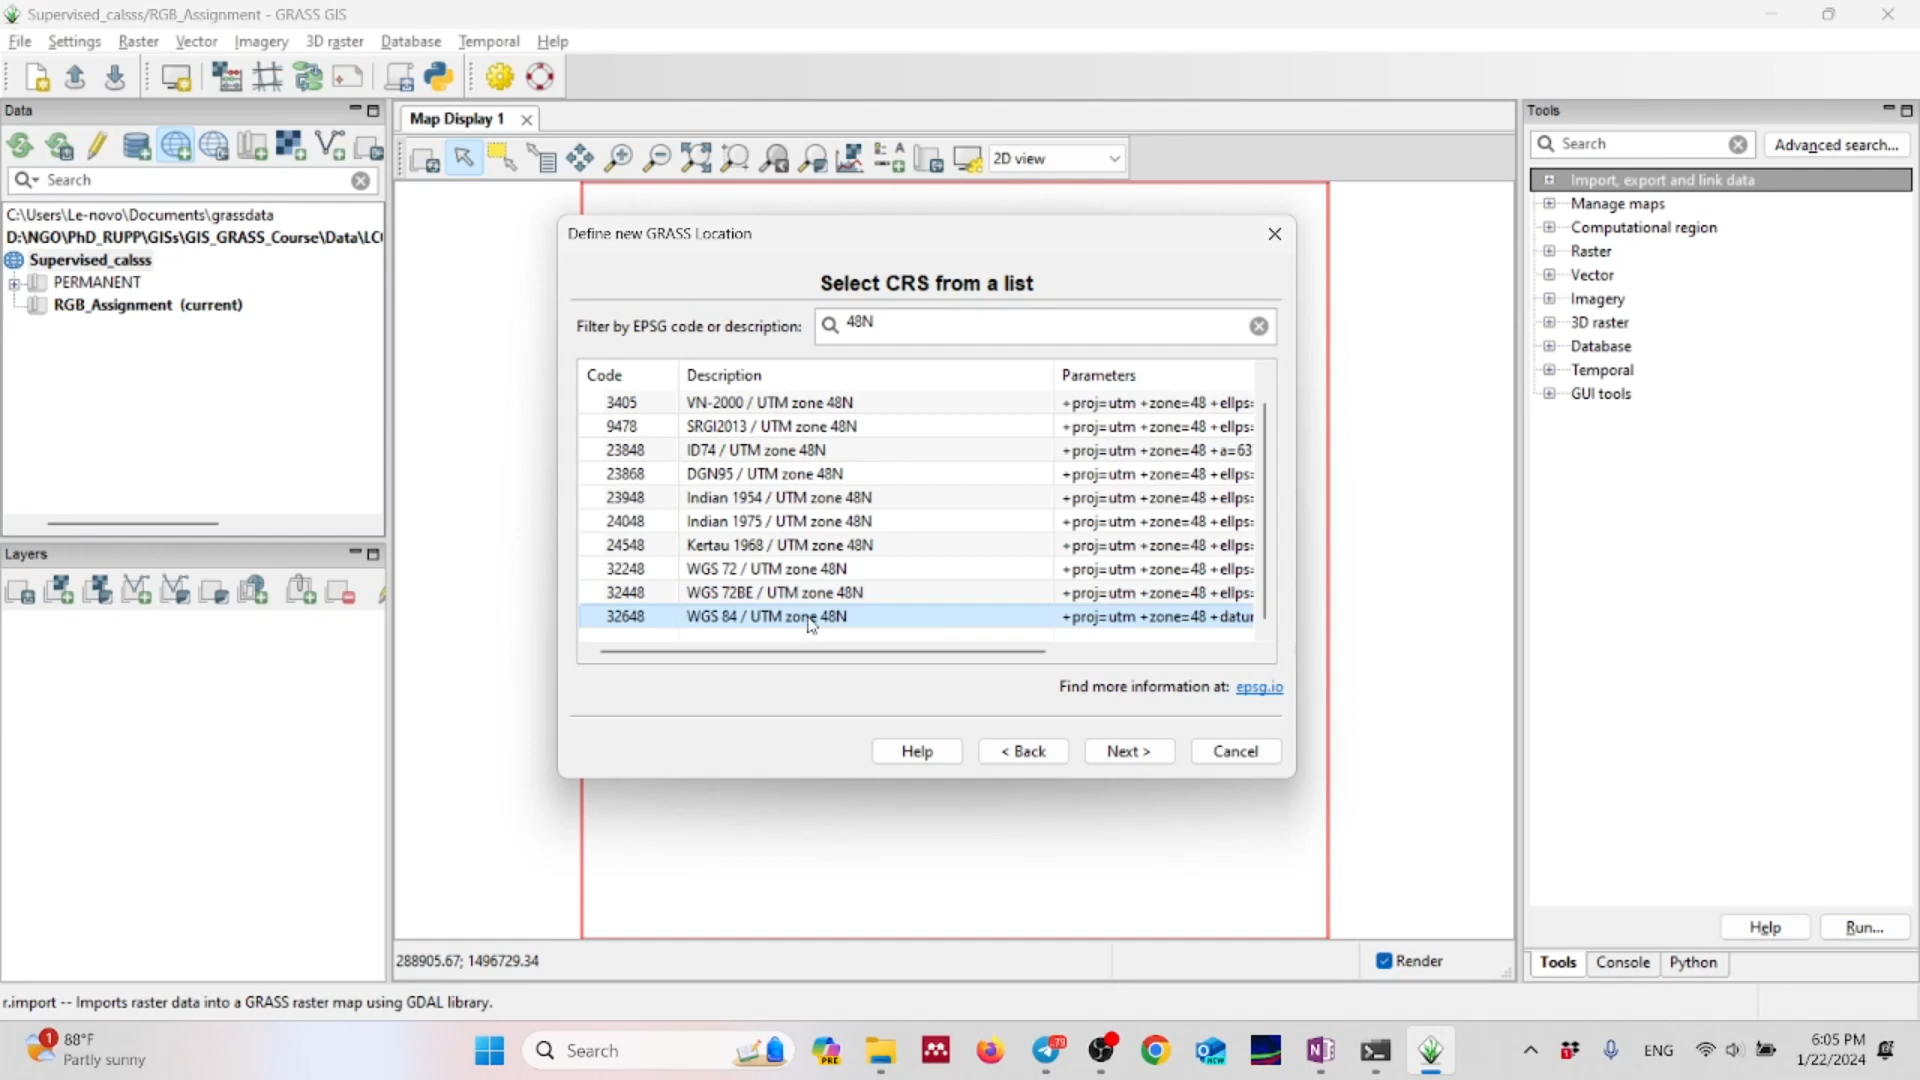 Supervised_calsss/RGB_Assignment - GRASS GIS
File Settings Raster Vector Imagery 3D raster Database Temporal Help
Data
Search
C:\Users\Le-novo\Documents\grassdata
D:\NGO\PhD_RUPP\GISs\GIS_GRASS_Course\Data\LC
Supervised_calsss
PERMANENT
RGB_Assignment (current)
Layers
Map Display 1
2D view
Define new GRASS Location
Select CRS from a list
Filter by EPSG code or description: 48N
Code Description Parameters
3405 VN-2000 / UTM zone 48N +proj=utm +zone=48 +ellps=
9478 SRGI2013 / UTM zone 48N +proj=utm +zone=48 +ellps=
23848 ID74 / UTM zone 48N +proj=utm +zone=48 +a=63
23868 DGN95 / UTM zone 48N +proj=utm +zone=48 +ellps=
23948 Indian 1954 / UTM zone 48N +proj=utm +zone=48 +ellps=
24048 Indian 1975 / UTM zone 48N +proj=utm +zone=48 +ellps=
24548 Kertau 1968 / UTM zone 48N +proj=utm +zone=48 +ellps=
32248 WGS 72 / UTM zone 48N +proj=utm +zone=48 +ellps=
32448 WGS 72BE / UTM zone 48N +proj=utm +zone=48 +ellps=
32648 WGS 84 / UTM zone 48N +proj=utm +zone=48 +datur
Find more information at: epsg.io
Help < Back Next > Cancel
288905.67; 1496729.34
Render
Tools
Search Advanced search...
Import, export and link data
Manage maps
Computational region
Raster
Vector
Imagery
3D raster
Database
Temporal
GUI tools
Help Run...
Tools Console Python
r.import -- Imports raster data into a GRASS raster map using GDAL library.
1 88°F
Partly sunny
Search
PRE
79
NEW
ENG
6:05 PM
1/22/2024